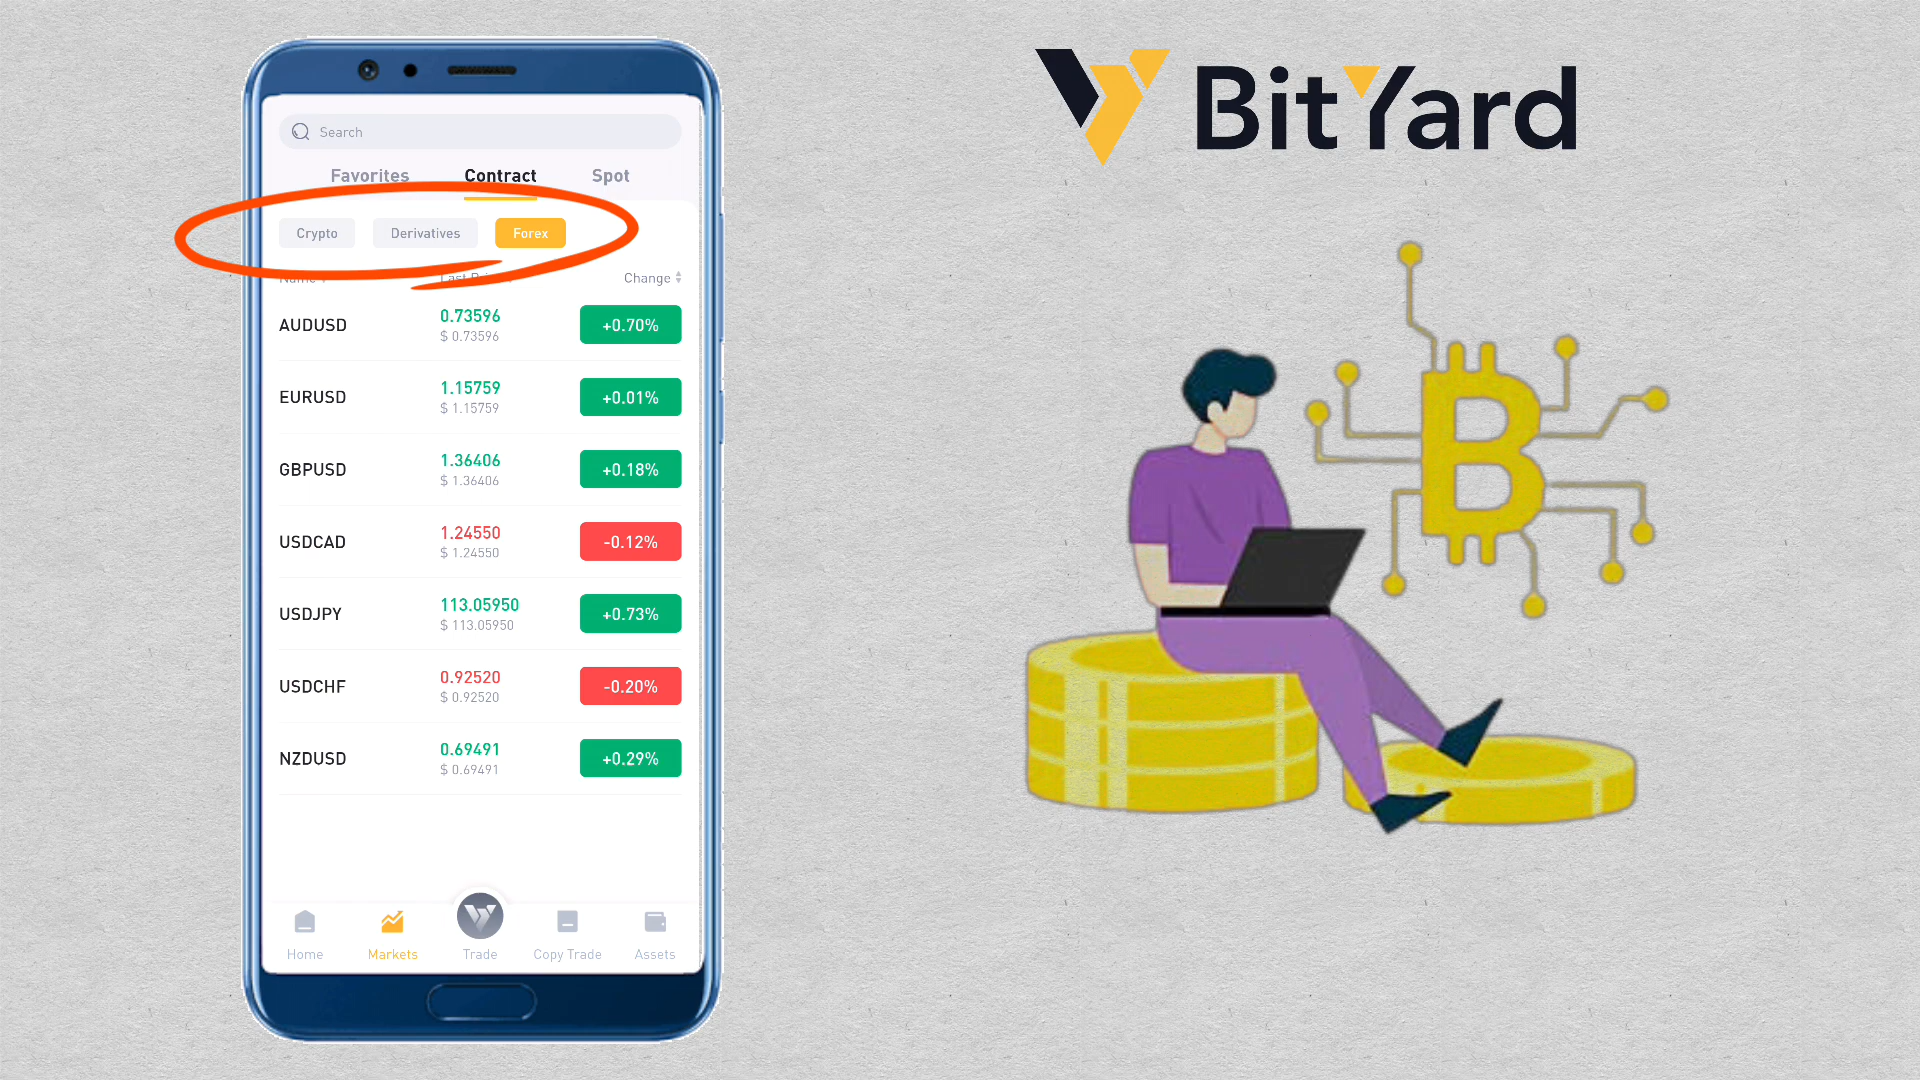 Search
Favorites Contract Spot
Crypto Derivatives Forex
Name Last Pri Change
AUDUSD 0.73596 +0.70%
$ 0.73596
EURUSD 1.15759 +0.01%
$ 1.15759
GBPUSD 1.36406 +0.18%
$ 1.36406
USDCAD 1.24550 -0.12%
$ 1.24550
USDJPY 113.05950 +0.73%
$ 113.05950
USDCHF 0.92520 -0.20%
$ 0.92520
NZDUSD 0.69491 +0.29%
$ 0.69491
Home Markets Trade Copy Trade Assets
BitYard